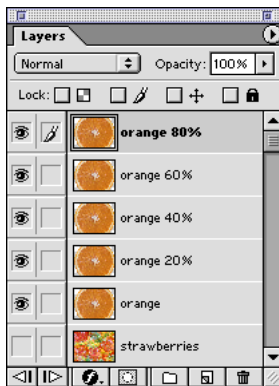 Layers
Normal Opacity: 100%
Lock:
orange 80%
orange 60%
orange 40%
orange 20%
orange
strawberries